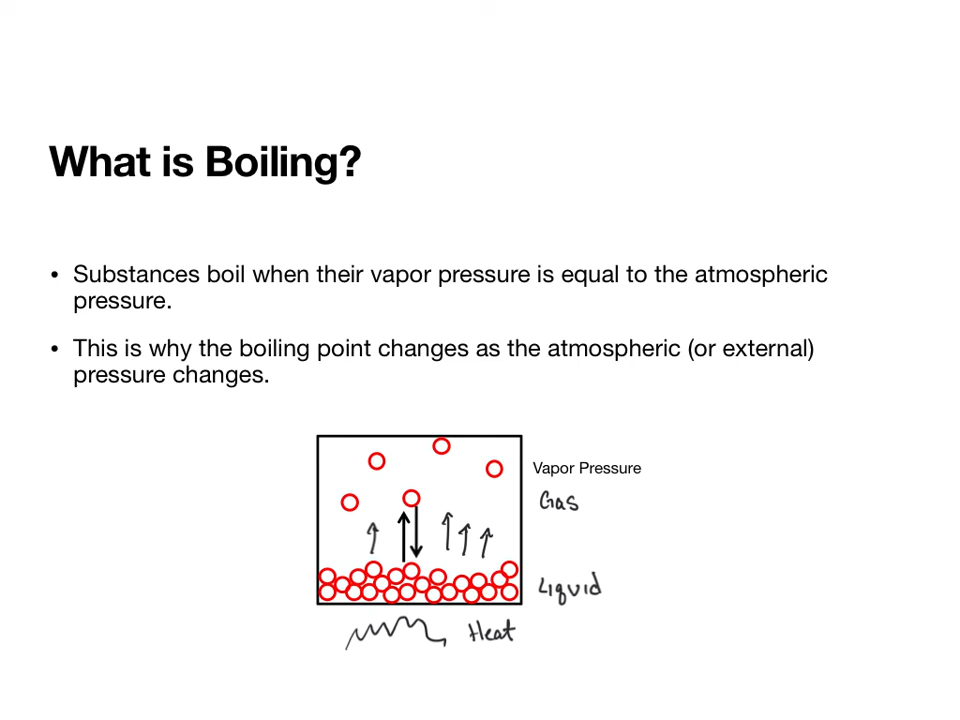 What is Boiling?
• Substances boil when their vapor pressure is equal to the atmospheric
pressure.
• This is why the boiling point changes as the atmospheric (or external)
pressure changes.
Vapor Pressure
Gas
Liquid
Heat